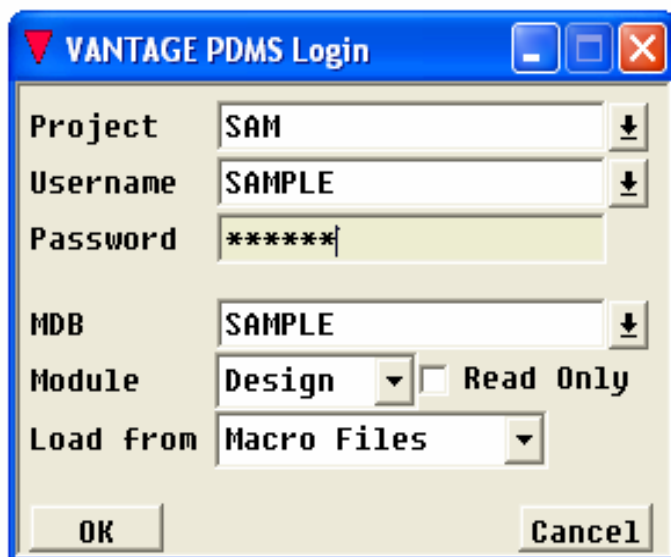 VANTAGE PDMS Login
Project SAM
Username SAMPLE
Password ******
MDB SAMPLE
Module Design Read Only
Load from Macro Files
OK Cancel